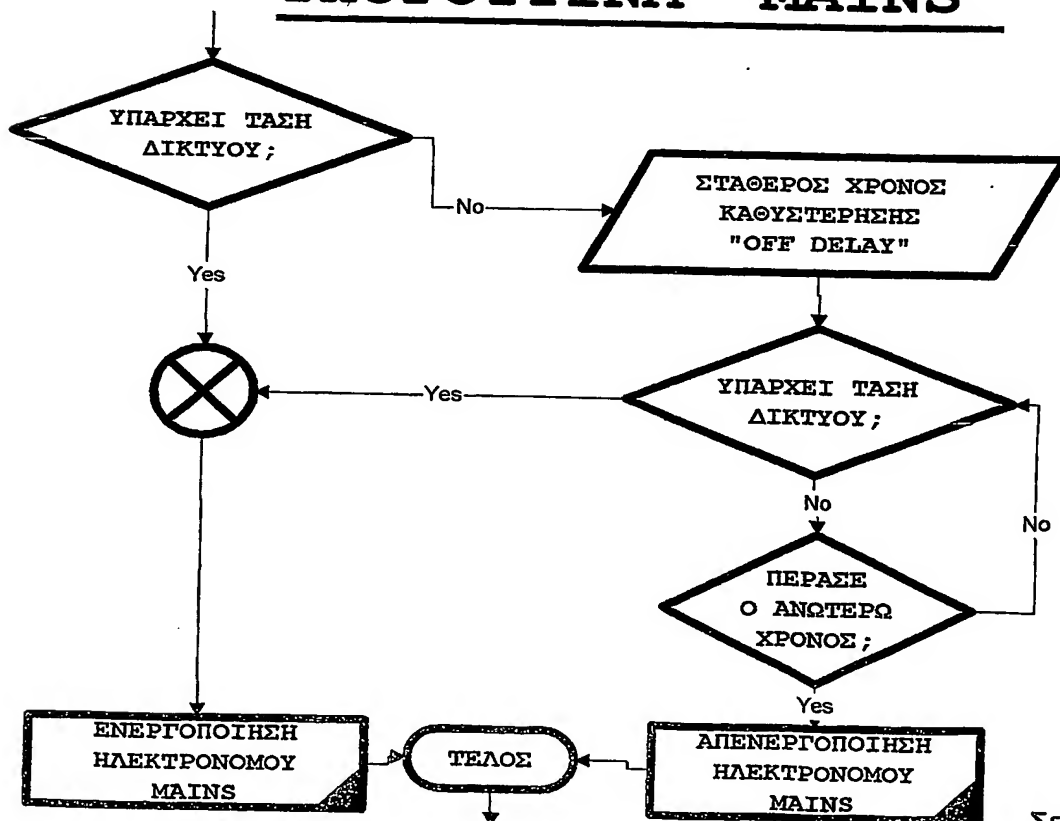 MAINS
ΥΠΑΡΧΕΙ ΤΑΣΗ
ΔΙΚΤΥΟΥ;
No
ΣΤΑΘΕΡΟΣ ΧΡΟΝΟΣ
ΚΑΘΥΣΤΕΡΗΣΗΣ
"OFF DELAY"
Yes
ΥΠΑΡΧΕΙ ΤΑΣΗ
ΔΙΚΤΥΟΥ;
Yes
No
No
ΠΕΡΑΣΕ
Ο ΑΝΩΤΕΡΩ
ΧΡΟΝΟΣ;
Yes
ΕΝΕΡΓΟΠΟΙΗΣΗ
ΗΛΕΚΤΡΟΝΟΜΟΥ
MAINS
ΤΕΛΟΣ
ΑΠΕΝΕΡΓΟΠΟΙΗΣΗ
ΗΛΕΚΤΡΟΝΟΜΟΥ
MAINS